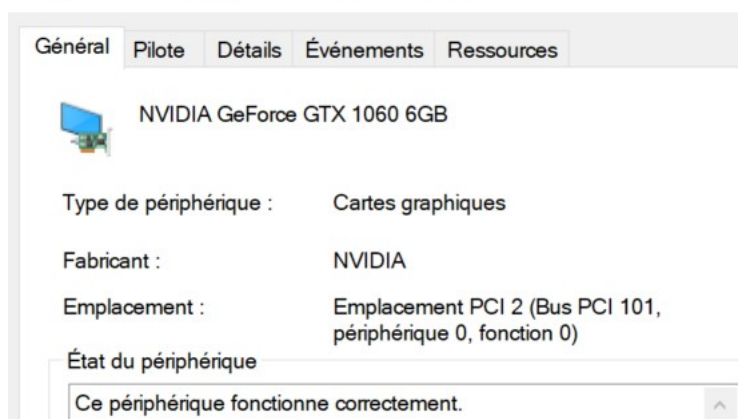 Général Pilote Détails Événements Ressources
NVIDIA GeForce GTX 1060 6GB
Type de périphérique : Cartes graphiques
Fabricant : NVIDIA
Emplacement : Emplacement PCI 2 (Bus PCI 101,
périphérique 0, fonction 0)
État du périphérique
Ce périphérique fonctionne correctement.